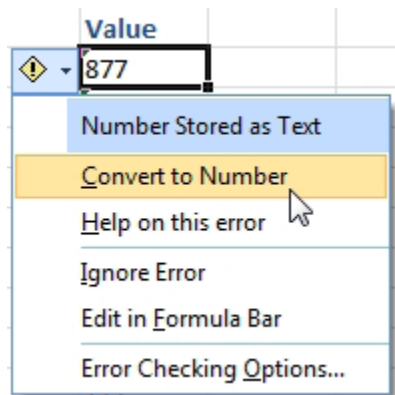 Value
877
Number Stored as Text
Convert to Number
Help on this error
Ignore Error
Edit in Formula Bar
Error Checking Options...